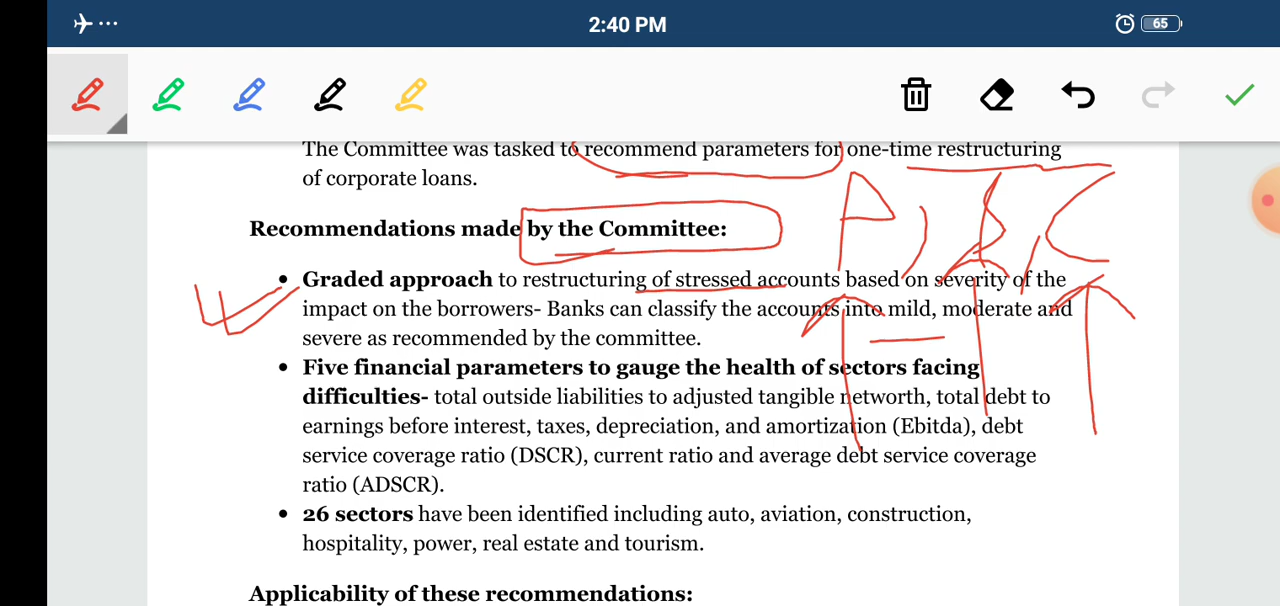 2:40 PM
65
The Committee was tasked to recommend parameters for one-time restructuring
of corporate loans.
Recommendations made by the Committee:
• Graded approach to restructuring of stressed accounts based on severity of the
impact on the borrowers- Banks can classify the accounts into mild, moderate and
severe as recommended by the committee.
• Five financial parameters to gauge the health of sectors facing
difficulties- total outside liabilities to adjusted tangible networth, total debt to
earnings before interest, taxes, depreciation, and amortization (Ebitda), debt
service coverage ratio (DSCR), current ratio and average debt service coverage
ratio (ADSCR).
• 26 sectors have been identified including auto, aviation, construction,
hospitality, power, real estate and tourism.
Applicability of these recommendations: